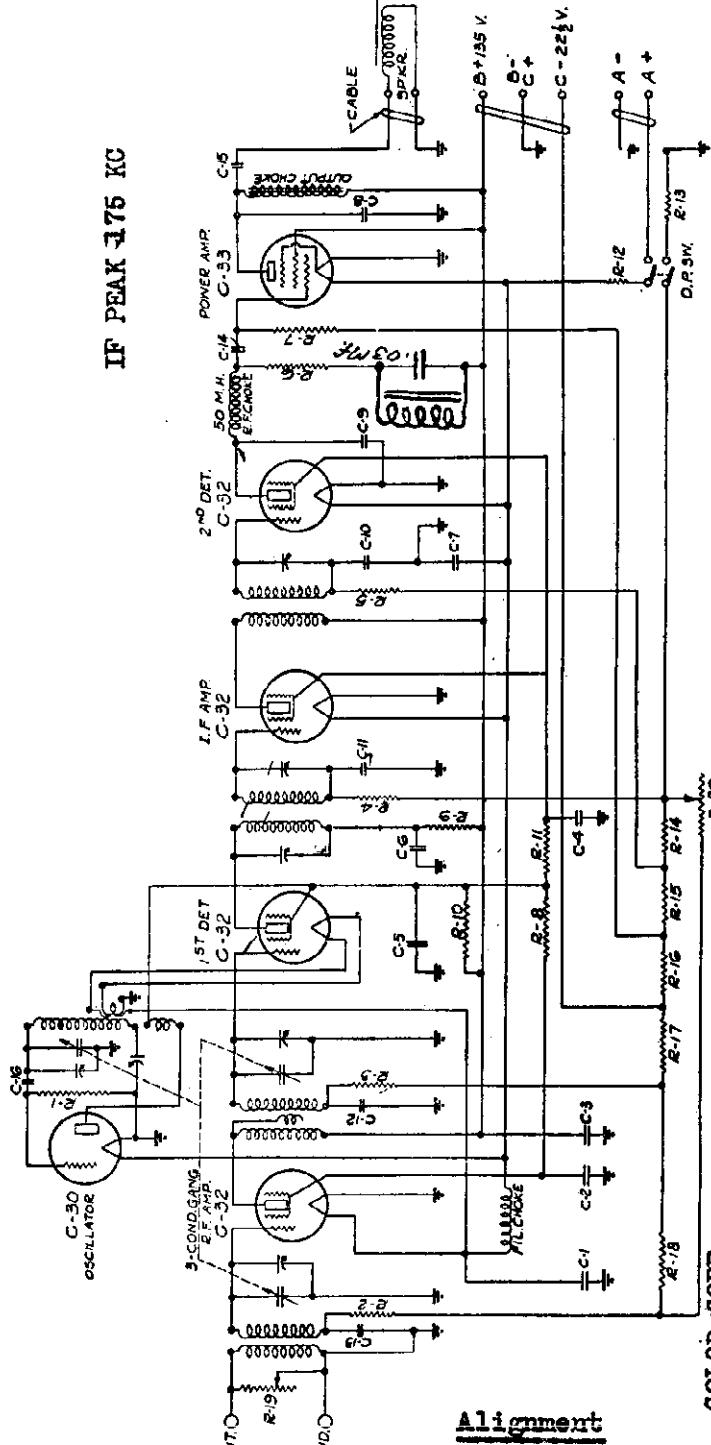 IF PEAK 175 KC
C-30
OSCILLATOR
C-16
R-1
3-COND. GANG
R.F. AMP.
C-32
1ST DET
C-32
I.F AMP.
C-32
2ND DET.
C-32
50 M.H.
R.F. CHOKE
POWER AMP.
C-33
C-14
C-15
C-8
OUTPUT CHOKE
CABLE
SPKR.
R-19
C-13
R-2
C-12
R-3
C-6
R-9
R-4
C-11
R-5
C-10
C-7
C-9
R-6
.03 MF.
R-7
B+135 V.
B-
C+
C-22½ V.
A-
A+
R-12
R-13
D.P. SW.
FIL. CHOKE
C-1
C-2
C-3
C-5
R-10
R-8
R-11
C-4
R-18
R-17
R-16
R-15
R-14
Alignment